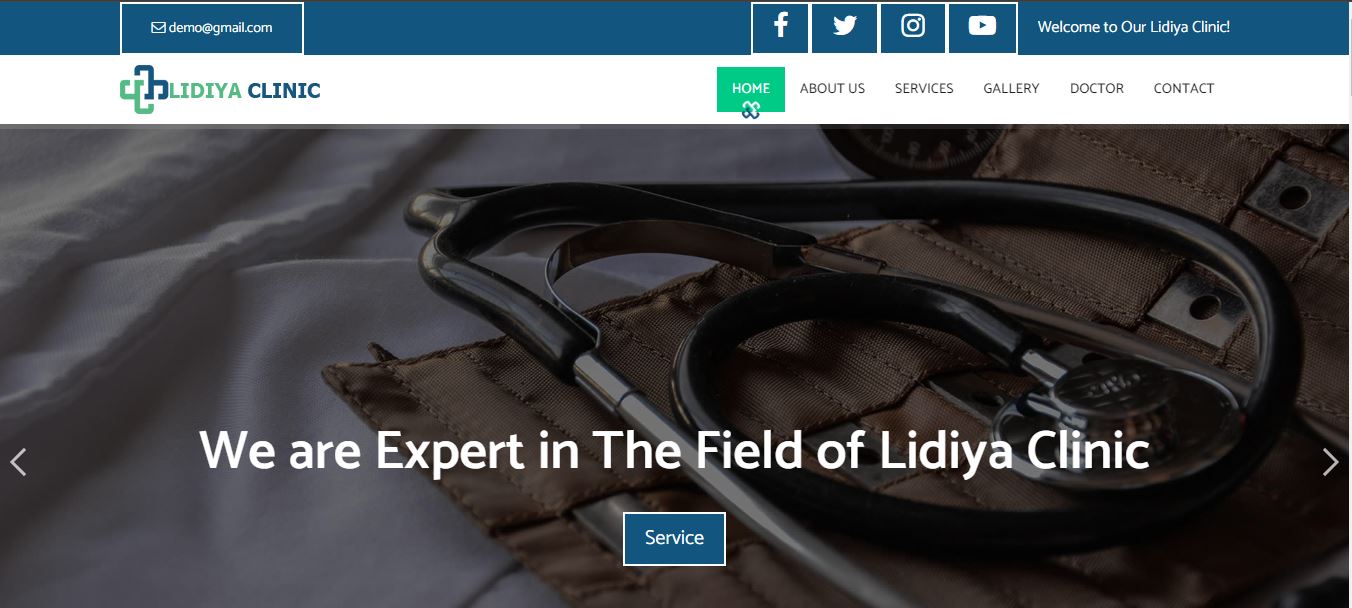 demo@gmail.com
Welcome to Our Lidiya Clinic!
LIDIYA CLINIC
HOME
ABOUT US
SERVICES
GALLERY
DOCTOR
CONTACT
We are Expert in The Field of Lidiya Clinic
Service